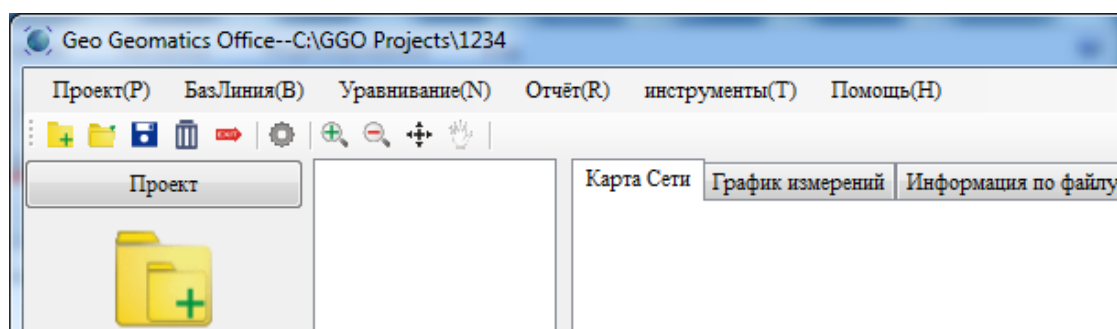 Geo Geomatics Office--C:\GGO Projects\1234
Проект(P) БазЛиния(B) Уравнивание(N) Отчёт(R) инструменты(T) Помощь(H)
Проект
Карта Сети График измерений Информация по файлу